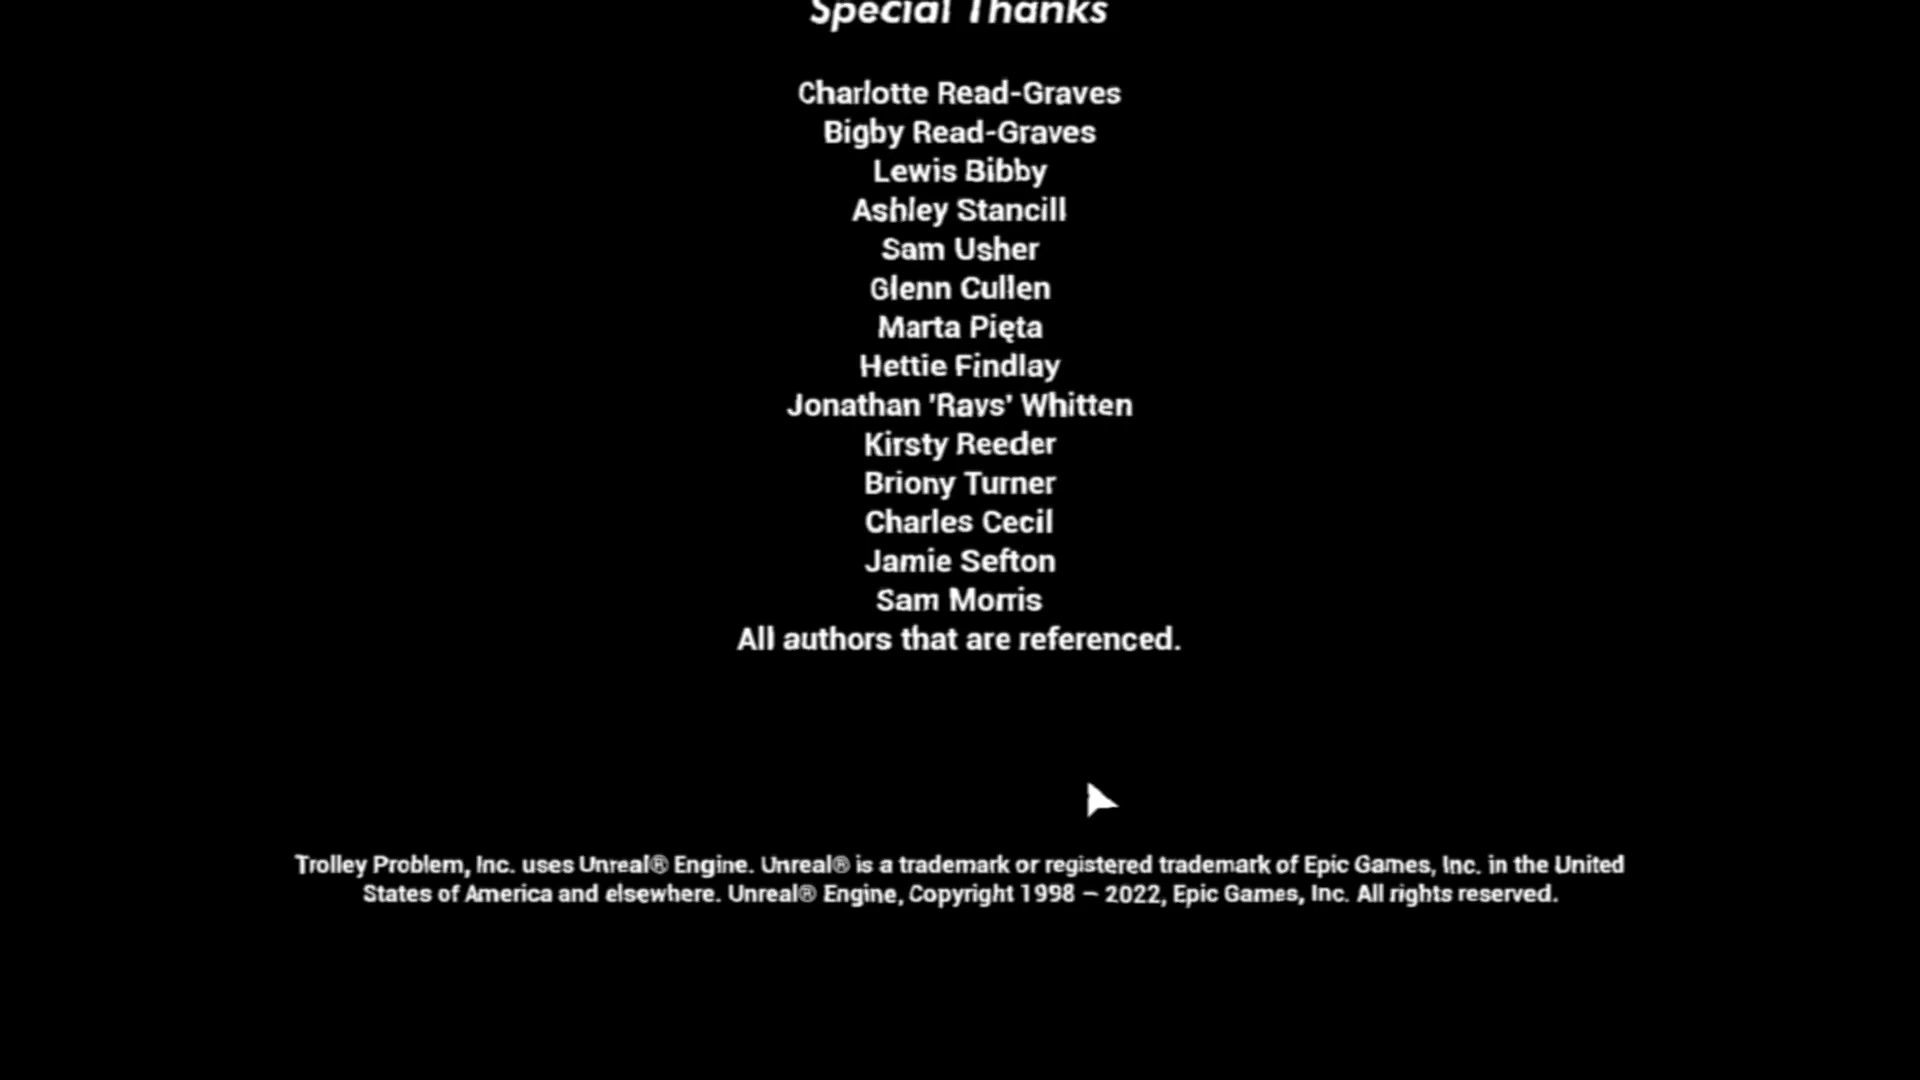 Special Thanks
Charlotte Read-Graves
Bigby Read-Graves
Lewis Bibby
Ashley Stancill
Sam Usher
Glenn Cullen
Marta Pięta
Hettie Findlay
Jonathan 'Ravs' Whitten
Kirsty Reeder
Briony Turner
Charles Cecil
Jamie Sefton
Sam Morris
All authors that are referenced.
Trolley Problem, Inc. uses Unreal® Engine. Unreal® is a trademark or registered trademark of Epic Games, Inc. in the United
States of America and elsewhere. Unreal® Engine, Copyright 1998 – 2022, Epic Games, Inc. All rights reserved.